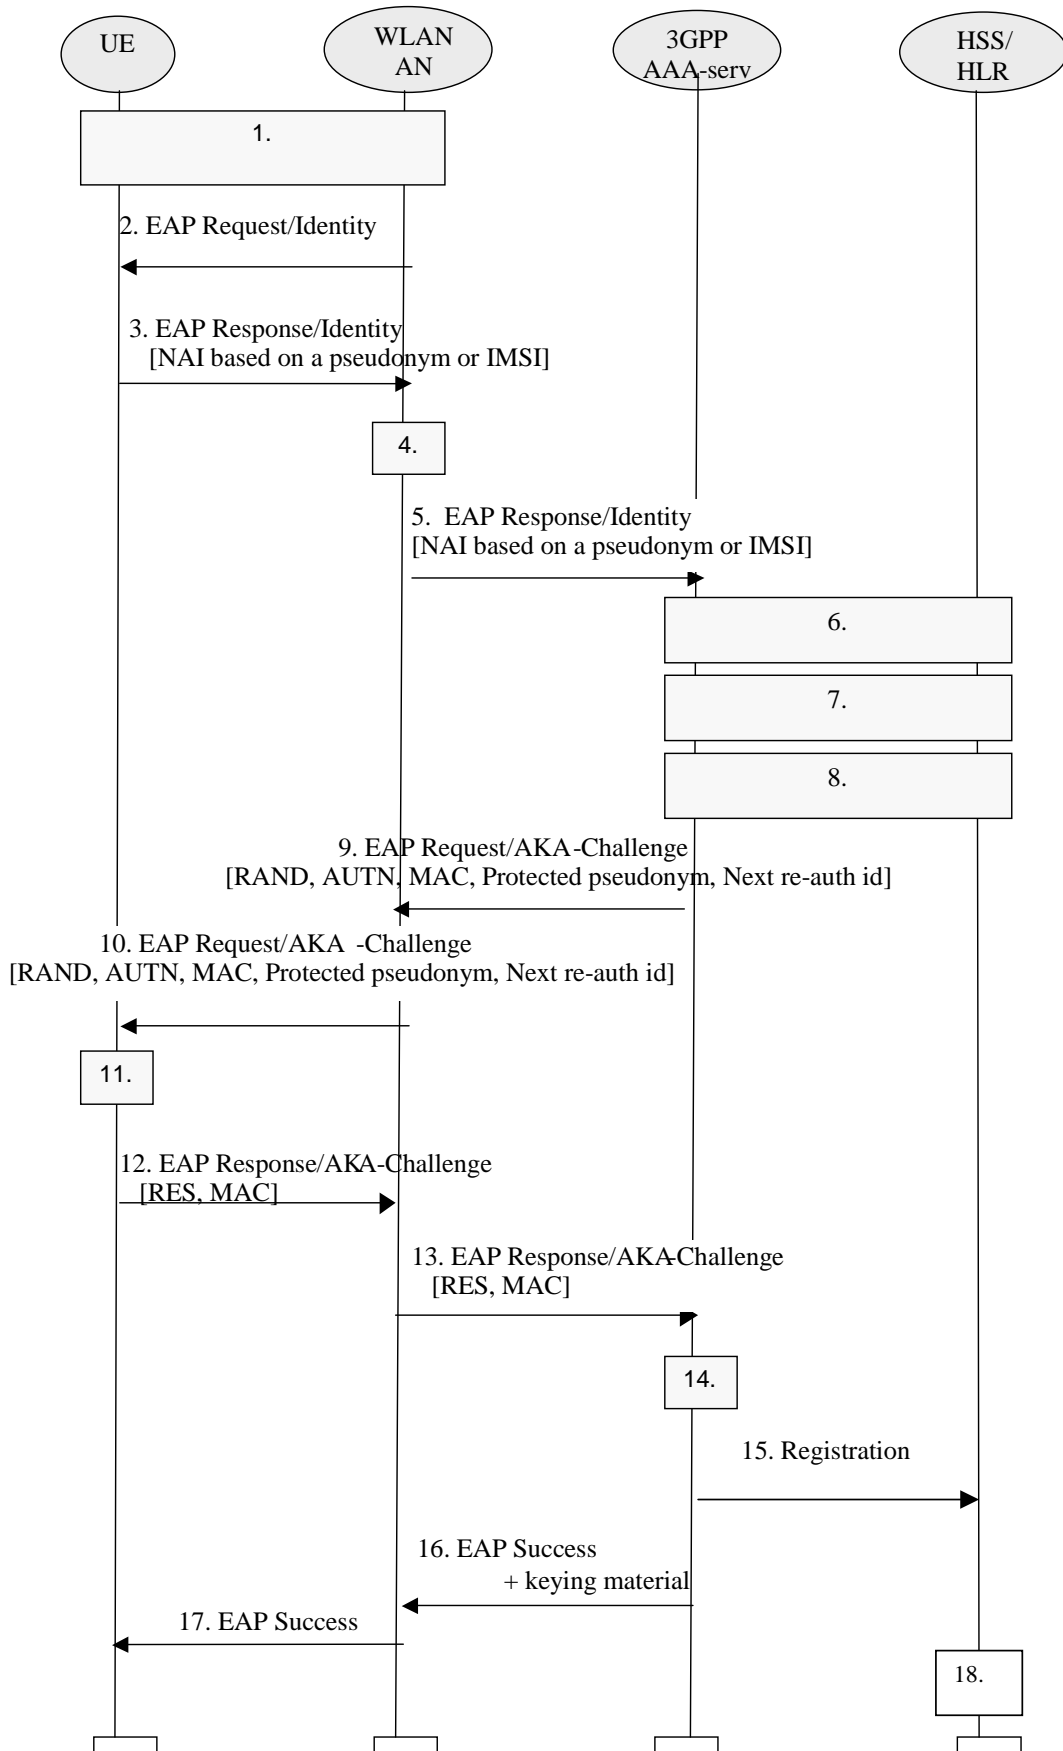 UE
WLAN
AN
3GPP
AAA-serv
HSS/
HLR
1.
2. EAP Request/Identity
3. EAP Response/Identity
[NAI based on a pseudonym or IMSI]
4.
5. EAP Response/Identity
[NAI based on a pseudonym or IMSI]
6.
7.
8.
9. EAP Request/AKA-Challenge
[RAND, AUTN, MAC, Protected pseudonym, Next re-auth id]
10. EAP Request/AKA -Challenge
[RAND, AUTN, MAC, Protected pseudonym, Next re-auth id]
11.
12. EAP Response/AKA-Challenge
[RES, MAC]
13. EAP Response/AKA-Challenge
[RES, MAC]
14.
15. Registration
16. EAP Success
+ keying material
17. EAP Success
18.